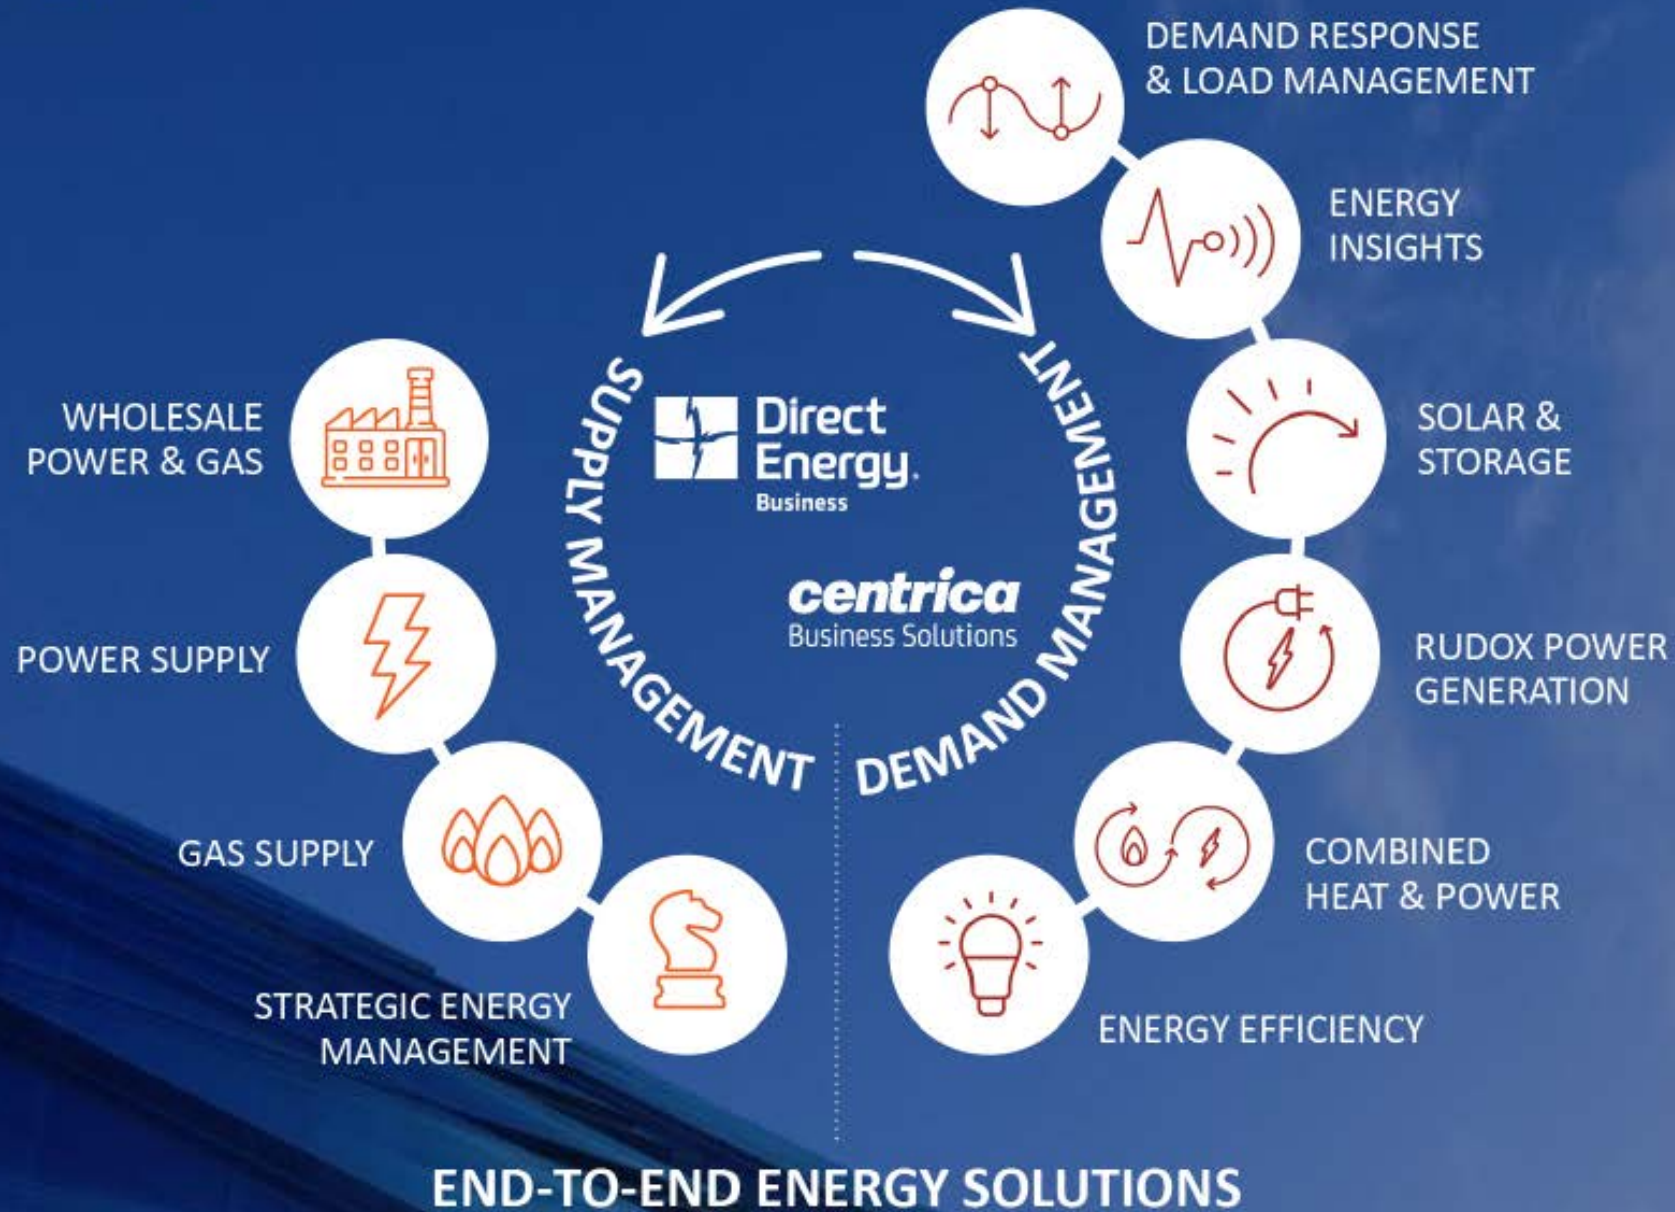 DEMAND RESPONSE
& LOAD MANAGEMENT
ENERGY
INSIGHTS
SOLAR &
STORAGE
RUDOX POWER
GENERATION
COMBINED
HEAT & POWER
ENERGY EFFICIENCY
WHOLESALE
POWER & GAS
POWER SUPPLY
GAS SUPPLY
STRATEGIC ENERGY
MANAGEMENT
SUPPLY MANAGEMENT
DEMAND MANAGEMENT
Direct
Energy.
Business
centrica
Business Solutions
END-TO-END ENERGY SOLUTIONS